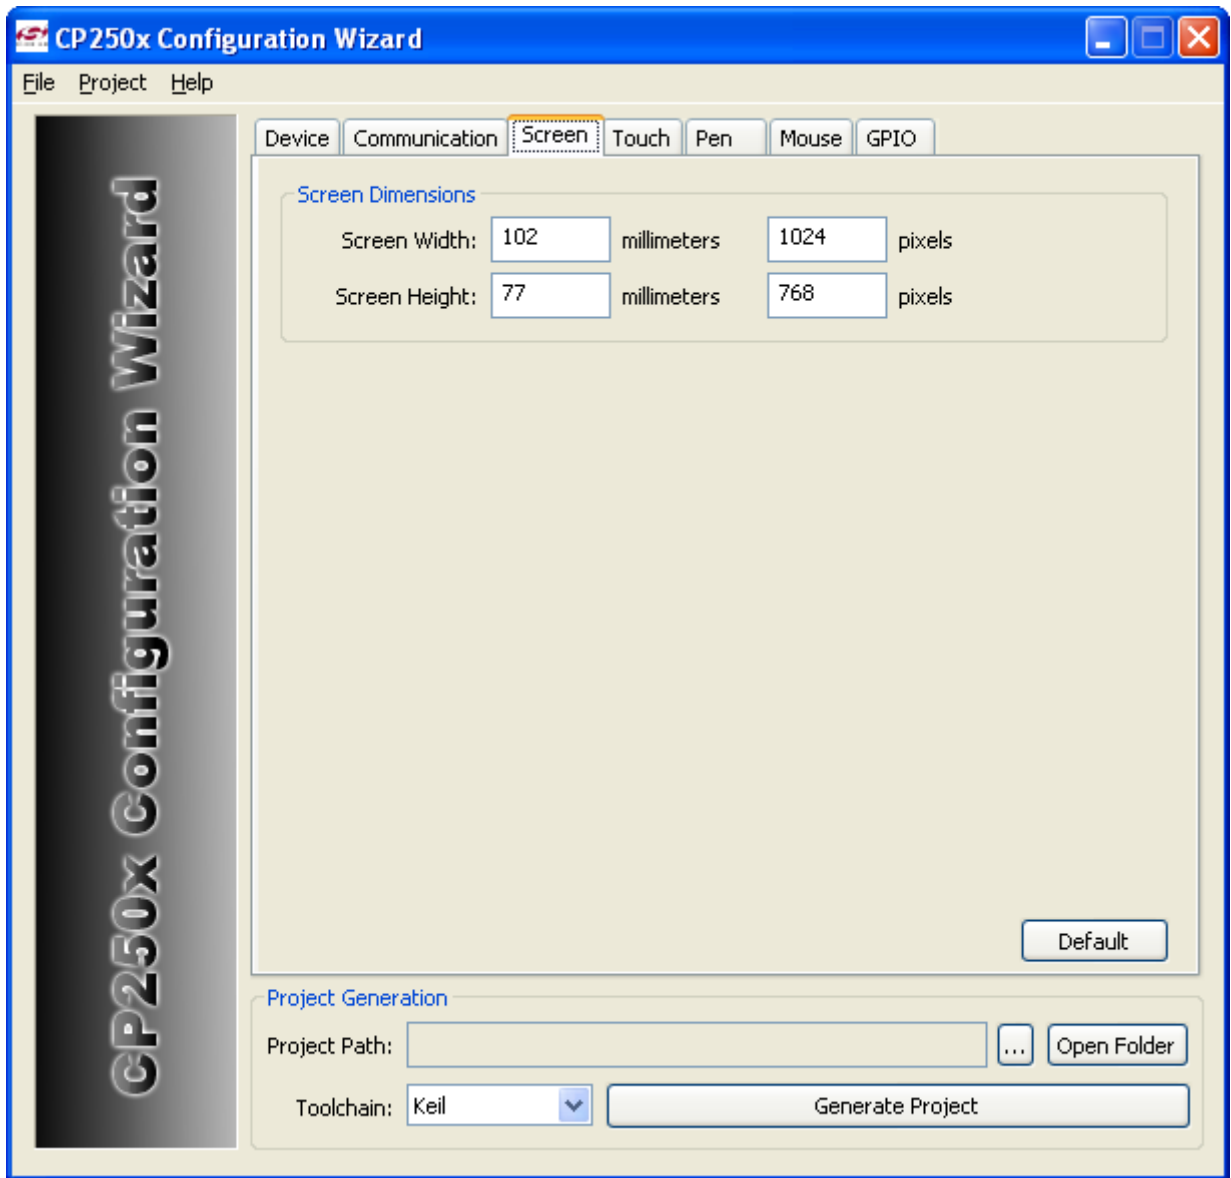 CP250x Configuration Wizard
File Project Help
CP250x Configuration Wizard
Device Communication Screen Touch Pen Mouse GPIO
Screen Dimensions
Screen Width: 102 millimeters 1024 pixels
Screen Height: 77 millimeters 768 pixels
Default
Project Generation
Project Path: ... Open Folder
Toolchain: Keil Generate Project